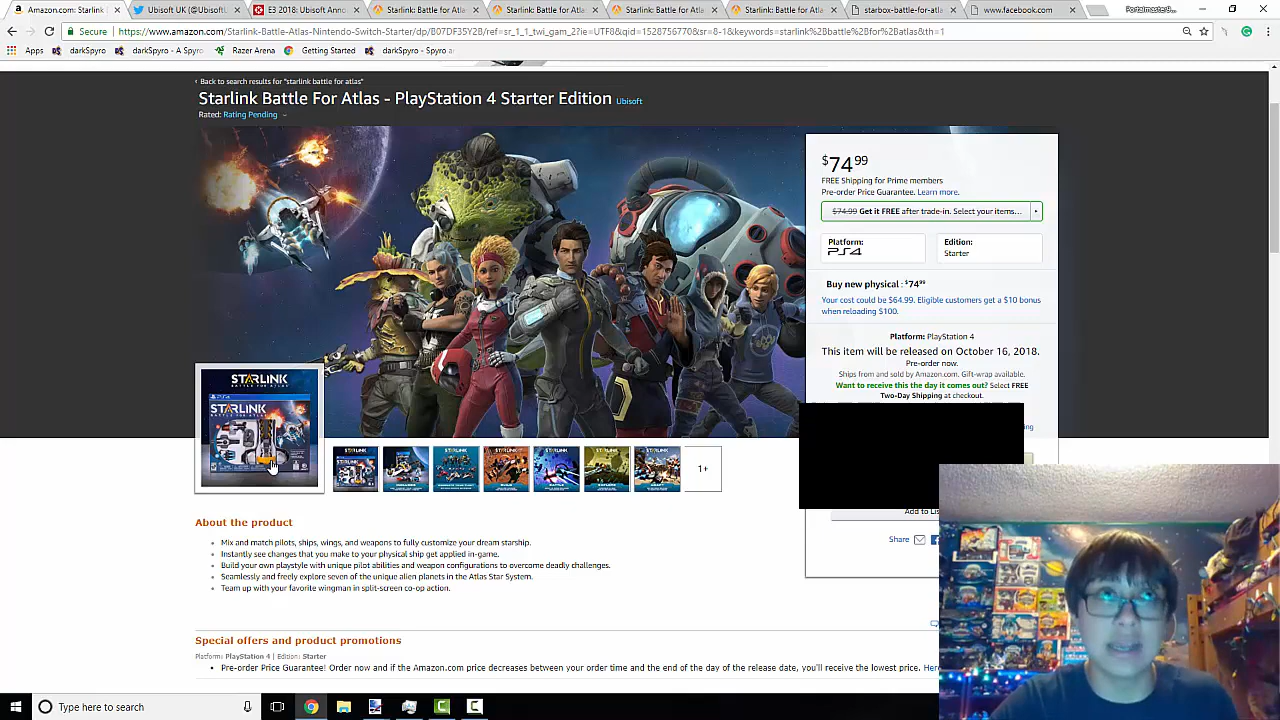 Amazon.com: Starlink
Ubisoft UK (@UbisoftU
E3 2018: Ubisoft Anno
Starlink: Battle for Atla
Starlink: Battle for Atla
Starlink: Battle for Atla
Starlink: Battle for Atla
starbox-battle-for-atla
www.facebook.com
Secure
https://www.amazon.com/Starlink-Battle-Atlas-Nintendo-Switch-Starter/dp/B07DF35Y2B/ref=sr_1_1_twi_gam_2?ie=UTF8&qid=1528756770&sr=8-1&keywords=starlink%2Bbattle%2Bfor%2Batlas&th=1
Apps
darkSpyro
darkSpyro - A Spyro
Razer Arena
Getting Started
darkSpyro - Spyro a
‹ Back to search results for "starlink battle for atlas"
Starlink Battle For Atlas - PlayStation 4 Starter Edition Ubisoft
Rated: Rating Pending
$74.99
FREE Shipping for Prime members
Pre-order Price Guarantee. Learn more.
$74.99 Get it FREE after trade-in. Select your items...
Platform:
PS4
Edition:
Starter
Buy new physical : $74.99
Your cost could be $64.99. Eligible customers get a $10 bonus
when reloading $100.
Platform: PlayStation 4
This item will be released on October 16, 2018.
Pre-order now.
Ships from and sold by Amazon.com. Gift-wrap available.
Want to receive this the day it comes out? Select FREE
Two-Day Shipping at checkout.
STARLINK
BATTLE FOR ATLAS
PS4
STARLINK
BATTLE FOR ATLAS
1+
Add to Lis
Share
About the product
• Mix and match pilots, ships, wings, and weapons to fully customize your dream starship.
• Instantly see changes that you make to your physical ship get applied in-game.
• Build your own playstyle with unique pilot abilities and weapon configurations to overcome deadly challenges.
• Seamlessly and freely explore seven of the unique alien planets in the Atlas Star System.
• Team up with your favorite wingman in split-screen co-op action.
Special offers and product promotions
Platform: PlayStation 4 | Edition: Starter
• Pre-order Price Guarantee! Order now and if the Amazon.com price decreases between your order time and the end of the day of the release date, you'll receive the lowest price. Her
Type here to search